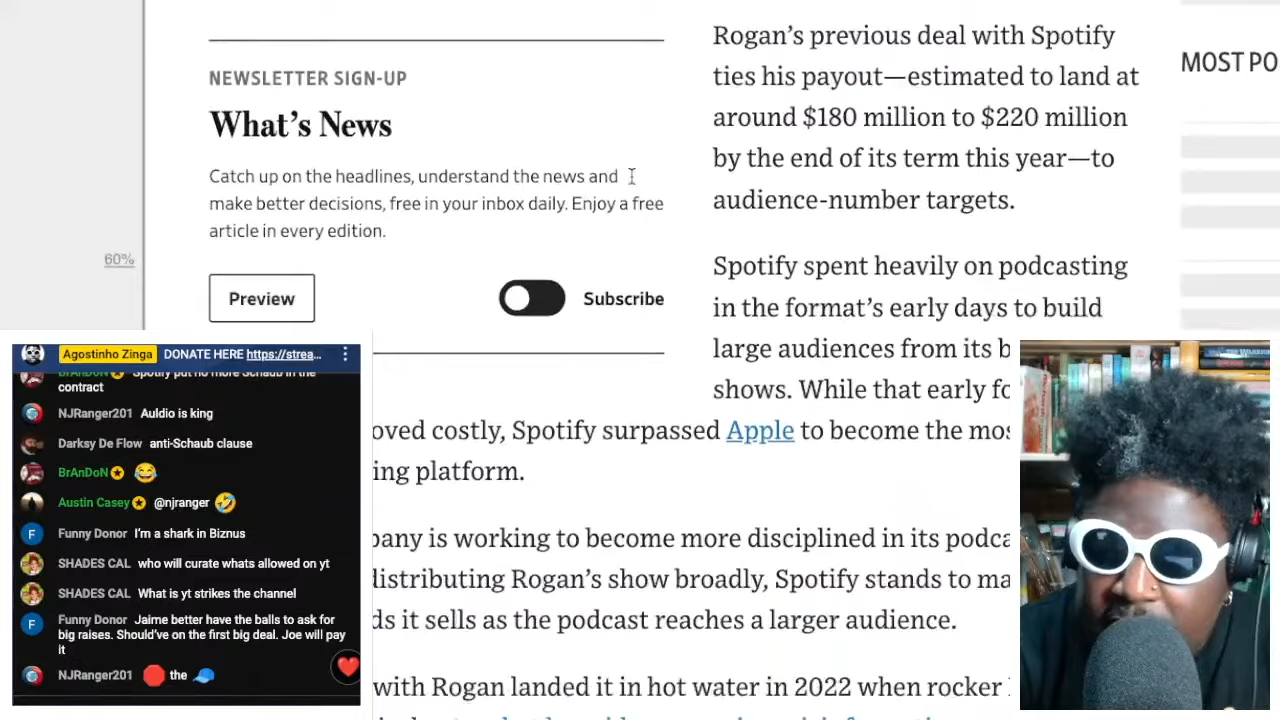 NEWSLETTER SIGN-UP
What's News
Catch up on the headlines, understand the news and
make better decisions, free in your inbox daily. Enjoy a free
article in every edition.
60%
Preview
Subscribe
Rogan's previous deal with Spotify
ties his payout—estimated to land at
around $180 million to $220 million
by the end of its term this year—to
audience-number targets.
Spotify spent heavily on podcasting
in the format's early days to build
large audiences from its b
shows. While that early fo
oved costly, Spotify surpassed Apple to become the mos
ing platform.
pany is working to become more disciplined in its podca
distributing Rogan's show broadly, Spotify stands to ma
ds it sells as the podcast reaches a larger audience.
with Rogan landed it in hot water in 2022 when rocker
MOST PO
Agostinho Zinga DONATE HERE https://strea...
BrAnDoN Spotify put no more Schaub in the
contract
NJRanger201 Auldio is king
Darksy De Flow anti-Schaub clause
BrAnDoN 😂
Austin Casey @njranger 🤣
F Funny Donor I'm a shark in Biznus
SHADES CAL who will curate whats allowed on yt
SHADES CAL What is yt strikes the channel
F Funny Donor Jaime better have the balls to ask for
big raises. Should've on the first big deal. Joe will pay
it
NJRanger201 🛑 the 🧢